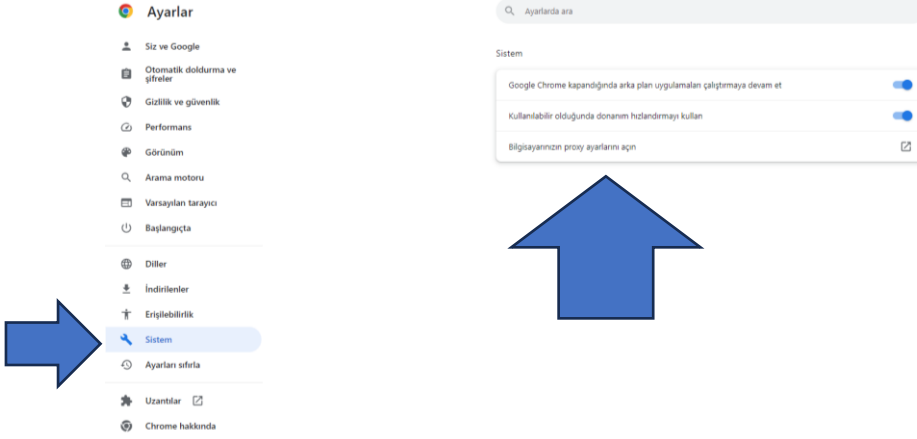 Ayarlar
Siz ve Google
Otomatik doldurma ve
şifreler
Gizlilik ve güvenlik
Performans
Görünüm
Arama motoru
Varsayılan tarayıcı
Başlangıçta
Diller
İndirilenler
Erişilebilirlik
Sistem
Ayarları sıfırla
Uzantılar
Chrome hakkında
Ayarlarda ara
Sistem
Google Chrome kapandığında arka plan uygulamaları çalıştırmaya devam et
Kullanılabilir olduğunda donanım hızlandırmayı kullan
Bilgisayarınızın proxy ayarlarını açın